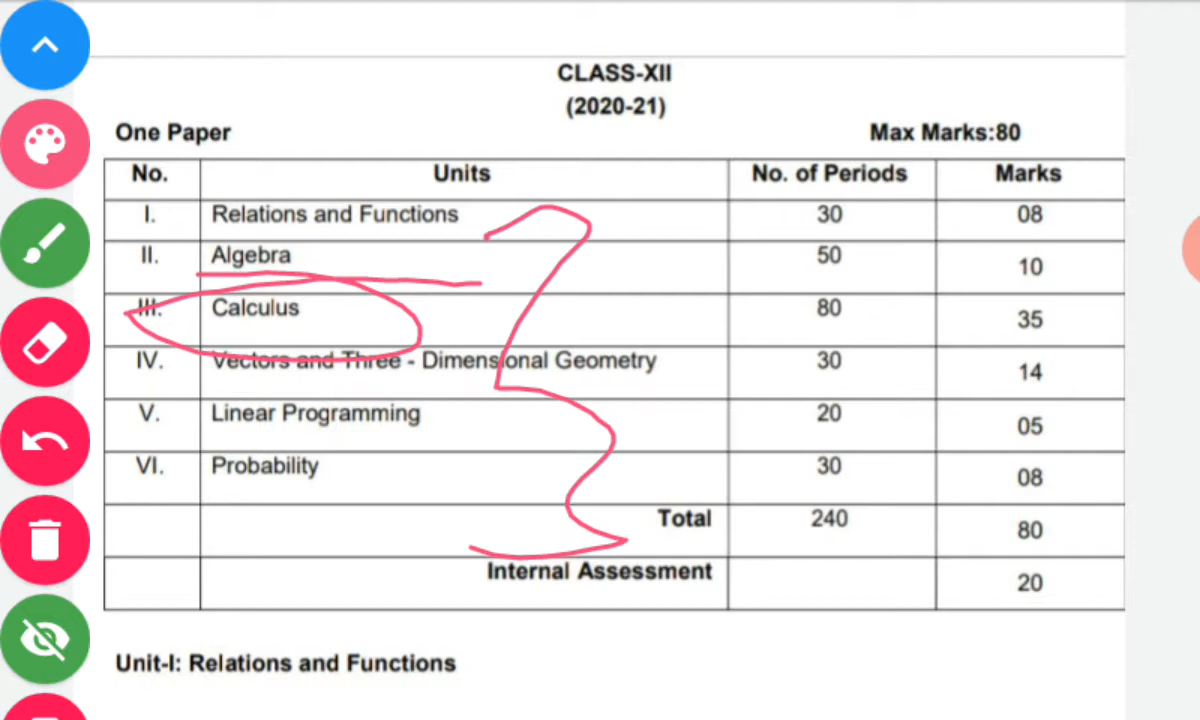 CLASS-XII
(2020-21)
One Paper Max Marks:80
No. Units No. of Periods Marks
I. Relations and Functions 30 08
II. Algebra 50 10
III. Calculus 80 35
IV. Vectors and Three - Dimensional Geometry 30 14
V. Linear Programming 20 05
VI. Probability 30 08
Total 240 80
Internal Assessment 20
Unit-I: Relations and Functions